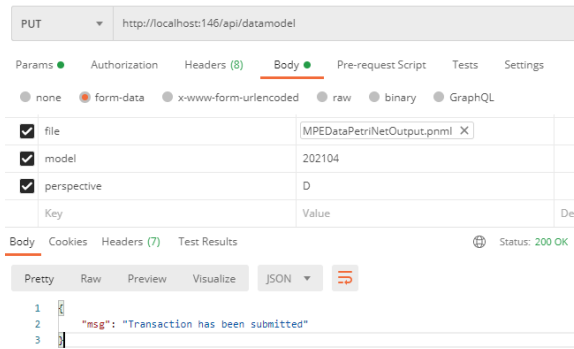 PUT http://localhost:146/api/datamodel
Params Authorization Headers (8) Body Pre-request Script Tests Settings
none form-data x-www-form-urlencoded raw binary GraphQL
file MPEDataPetriNetOutput.pnml X
model 202104
perspective D
Key Value De
Body Cookies Headers (7) Test Results Status: 200 OK
Pretty Raw Preview Visualize JSON
1 {
2 "msg": "Transaction has been submitted"
3 }